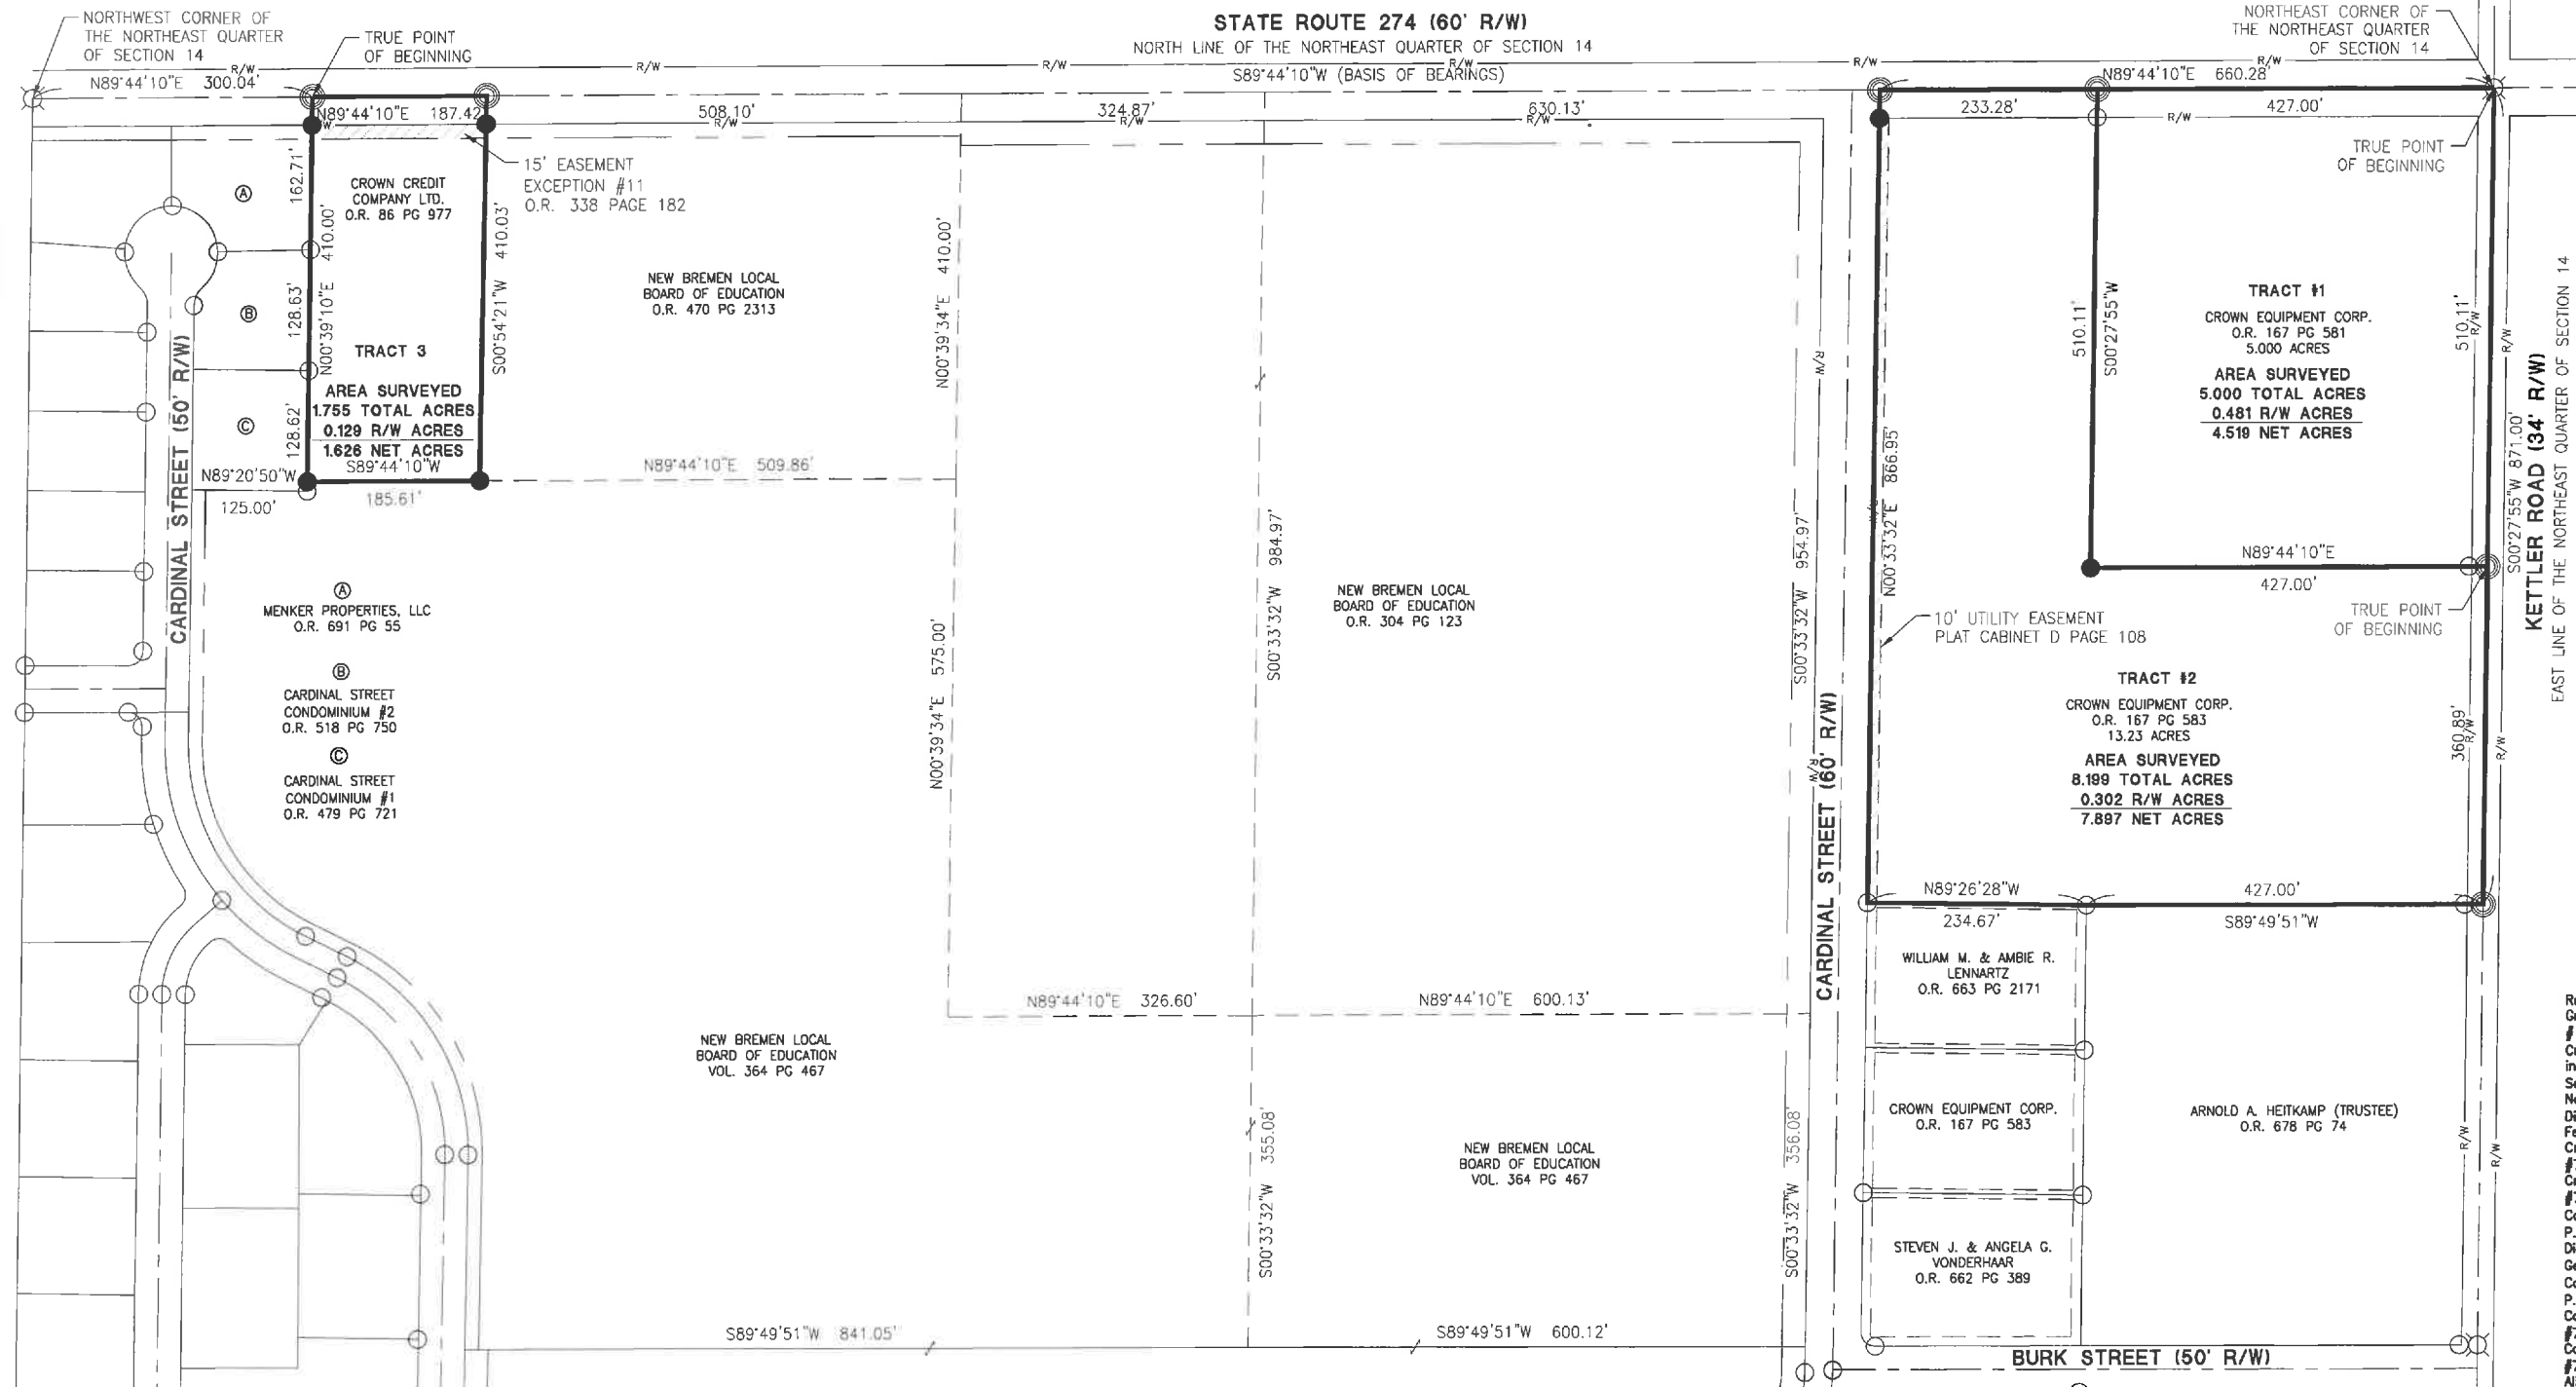 NORTHWEST CORNER OF
THE NORTHEAST QUARTER
OF SECTION 14
TRUE POINT
OF BEGINNING
STATE ROUTE 274 (60' R/W)
NORTH LINE OF THE NORTHEAST QUARTER OF SECTION 14
S89°44'10"W (BASIS OF BEARINGS)
NORTHEAST CORNER OF
THE NORTHEAST QUARTER
OF SECTION 14
R/W
R/W
R/W
R/W
R/W
R/W
N89°44'10"E 300.04'
N89°44'10"E 660.28'
N89°44'10"E 187.42'
508.10'
R/W
324.87'
R/W
630.13'
R/W
233.28'
427.00'
R/W
TRUE POINT
OF BEGINNING
15' EASEMENT
EXCEPTION #11
O.R. 338 PAGE 182
162.71'
128.63'
128.62'
N00°39'10"E 410.00'
A
B
C
CROWN CREDIT
COMPANY LTD.
O.R. 86 PG 977
TRACT 3
AREA SURVEYED
1.755 TOTAL ACRES
0.129 R/W ACRES
1.626 NET ACRES
S89°44'10"W
185.61'
S00°54'21"W 410.03'
N89°20'50"W
125.00'
CARDINAL STREET (50' R/W)
NEW BREMEN LOCAL
BOARD OF EDUCATION
O.R. 470 PG 2313
N00°39'34"E 410.00'
N89°44'10"E 509.86'
A
MENKER PROPERTIES, LLC
O.R. 691 PG 55
B
CARDINAL STREET
CONDOMINIUM #2
O.R. 518 PG 750
C
CARDINAL STREET
CONDOMINIUM #1
O.R. 479 PG 721
N00°39'34"E 575.00'
S00°33'32"W 984.97'
NEW BREMEN LOCAL
BOARD OF EDUCATION
O.R. 304 PG 123
S00°33'32"W 954.97'
R/W
R/W
CARDINAL STREET (60' R/W)
N00°33'32"E 866.95'
10' UTILITY EASEMENT
PLAT CABINET D PAGE 108
510.11'
S00°27'55"W
TRACT #1
CROWN EQUIPMENT CORP.
O.R. 167 PG 581
5.000 ACRES
AREA SURVEYED
5.000 TOTAL ACRES
0.481 R/W ACRES
4.519 NET ACRES
510.11'
R/W
R/W
N89°44'10"E
427.00'
TRUE POINT
OF BEGINNING
S00°27'55"W 871.00'
KETTLER ROAD (34' R/W)
EAST LINE OF THE NORTHEAST QUARTER OF SECTION 14
TRACT #2
CROWN EQUIPMENT CORP.
O.R. 167 PG 583
13.23 ACRES
AREA SURVEYED
8.199 TOTAL ACRES
0.302 R/W ACRES
7.897 NET ACRES
360.89'
R/W
R/W
N89°26'28"W
234.67'
427.00'
S89°49'51"W
WILLIAM M. & AMBIE R.
LENNARTZ
O.R. 663 PG 2171
N89°44'10"E 326.60'
N89°44'10"E 600.13'
NEW BREMEN LOCAL
BOARD OF EDUCATION
VOL. 364 PG 467
S00°33'32"W 355.08'
NEW BREMEN LOCAL
BOARD OF EDUCATION
VOL. 364 PG 467
S00°33'32"W 356.08'
CROWN EQUIPMENT CORP.
O.R. 167 PG 583
ARNOLD A. HEITKAMP (TRUSTEE)
O.R. 678 PG 74
R/W
R/W
STEVEN J. & ANGELA G.
VONDERHAAR
O.R. 662 PG 389
S89°49'51"W 841.05'
S89°49'51"W 600.12'
BURK STREET (50' R/W)